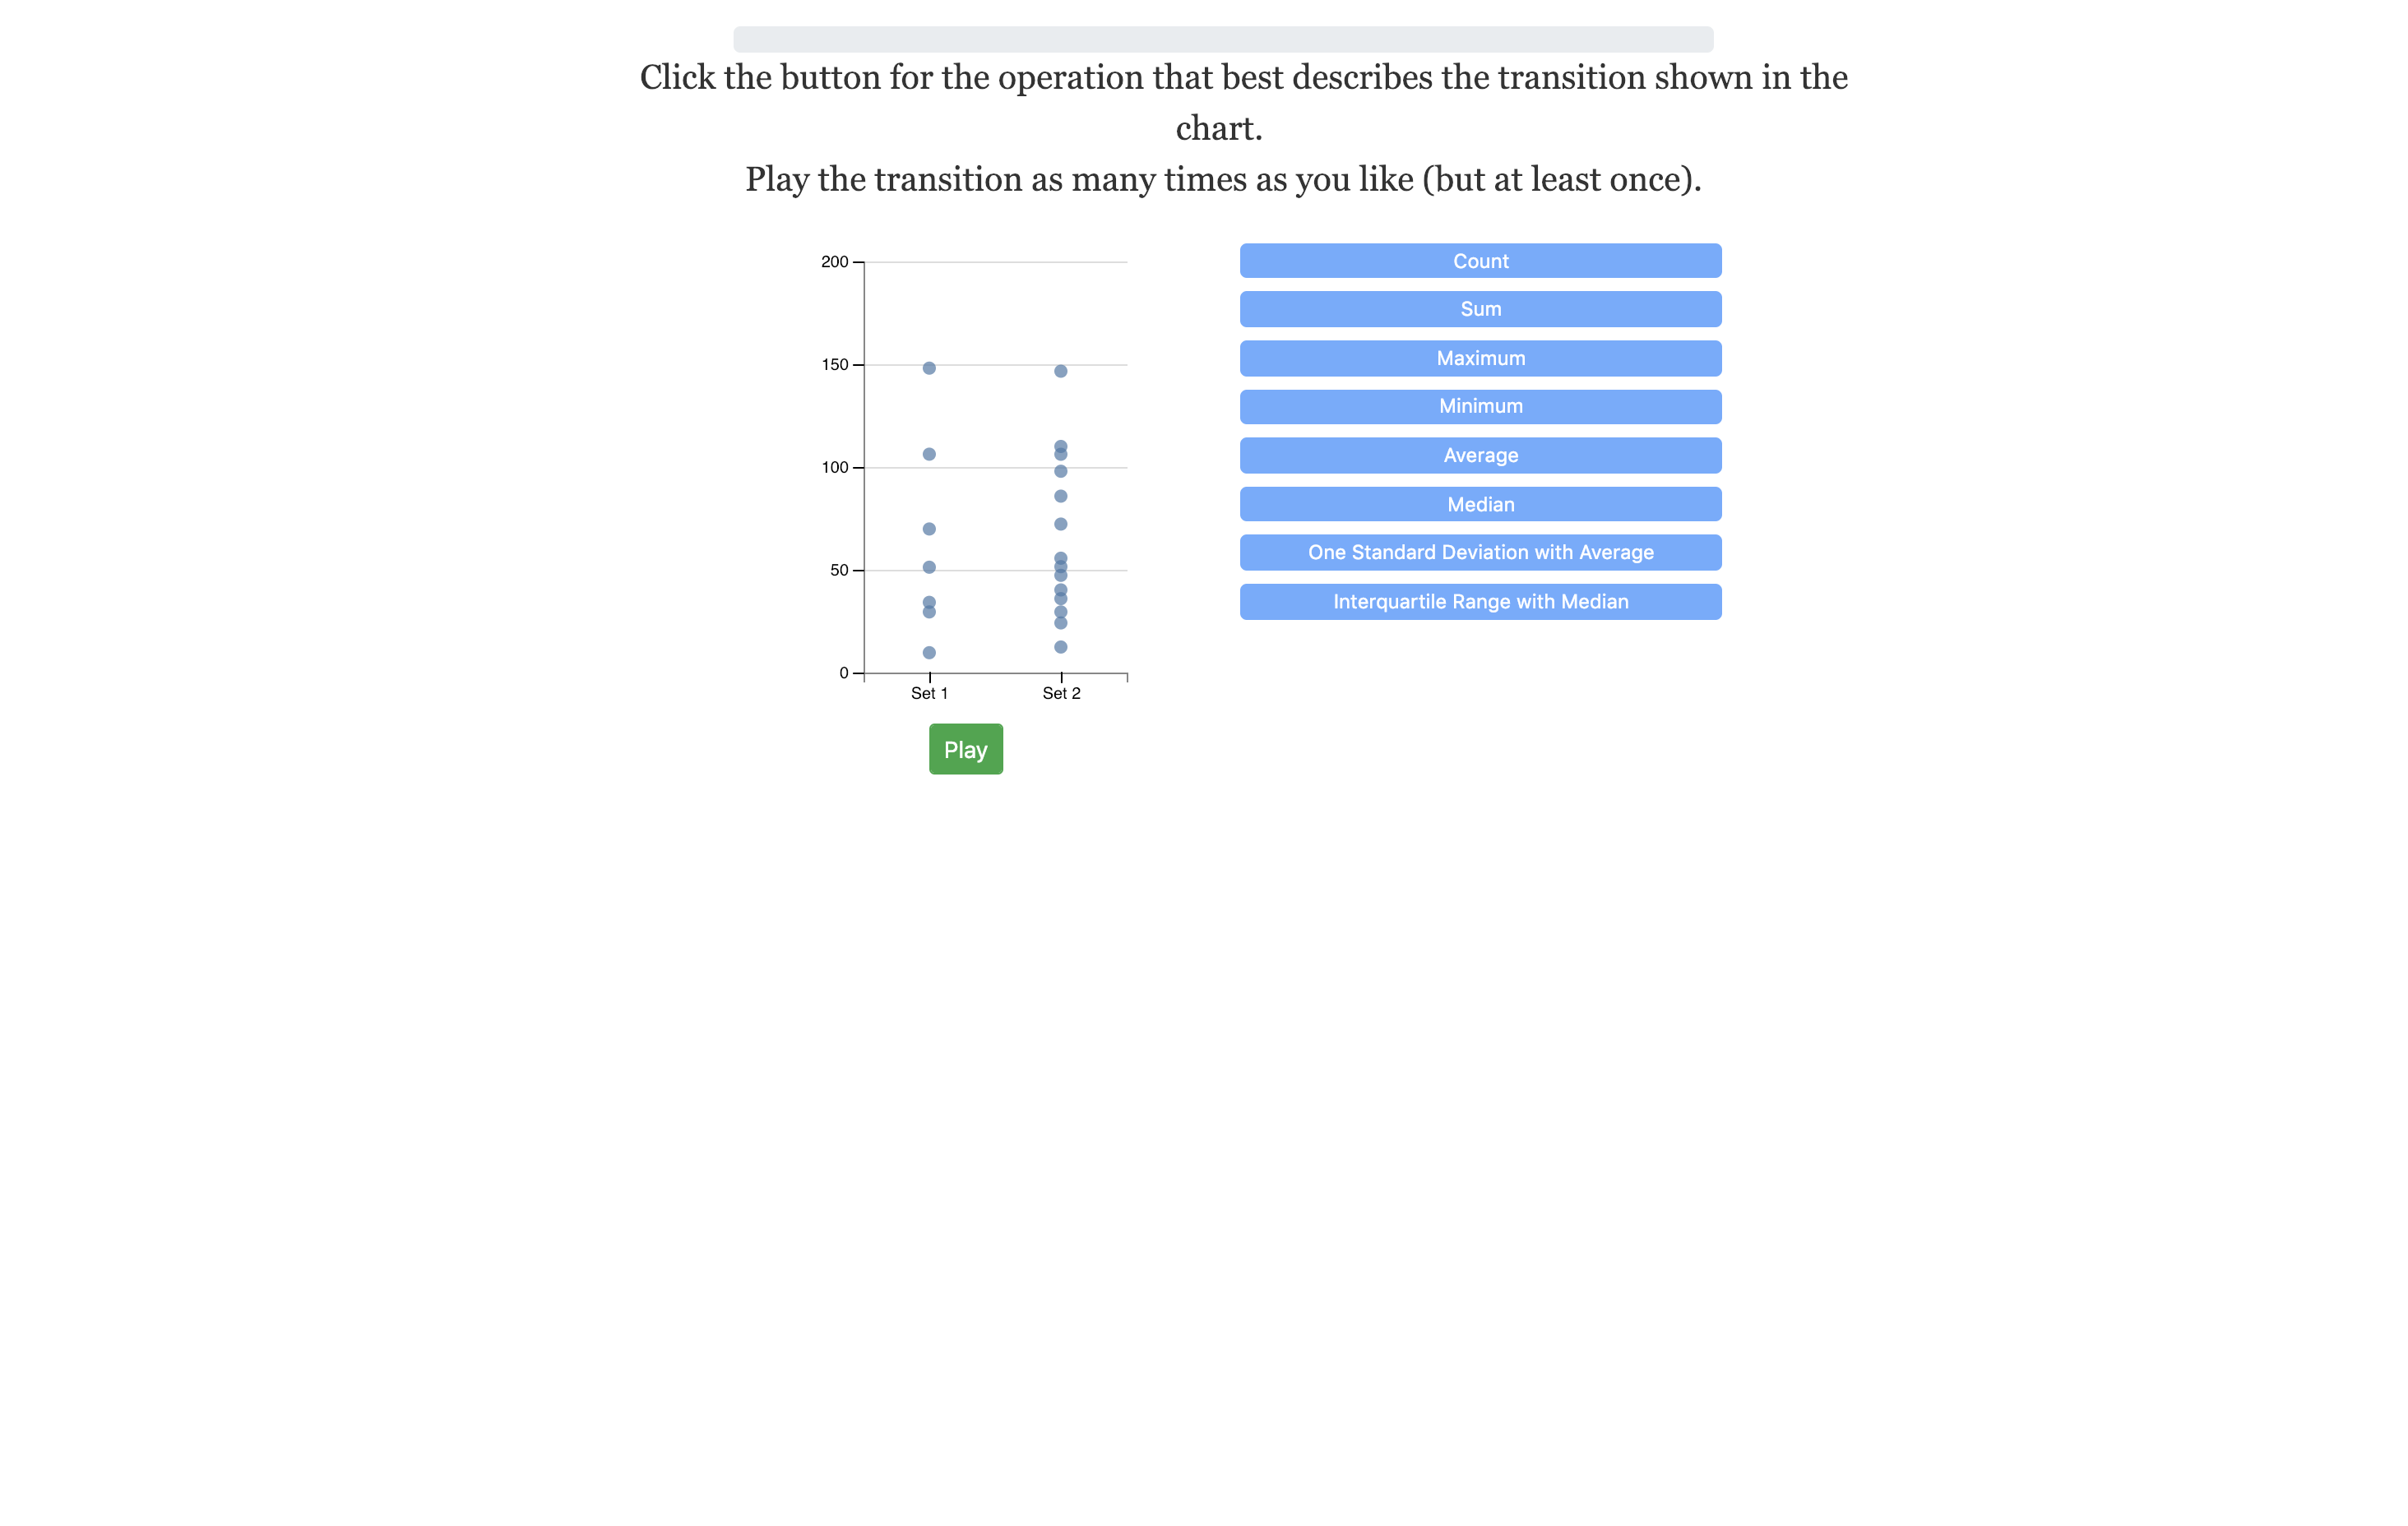 Click the button for the operation that best describes the transition shown in the
chart.
Play the transition as many times as you like (but at least once).
200
150
100
50
0
Set 1
Set 2
Play
Count
Sum
Maximum
Minimum
Average
Median
One Standard Deviation with Average
Interquartile Range with Median